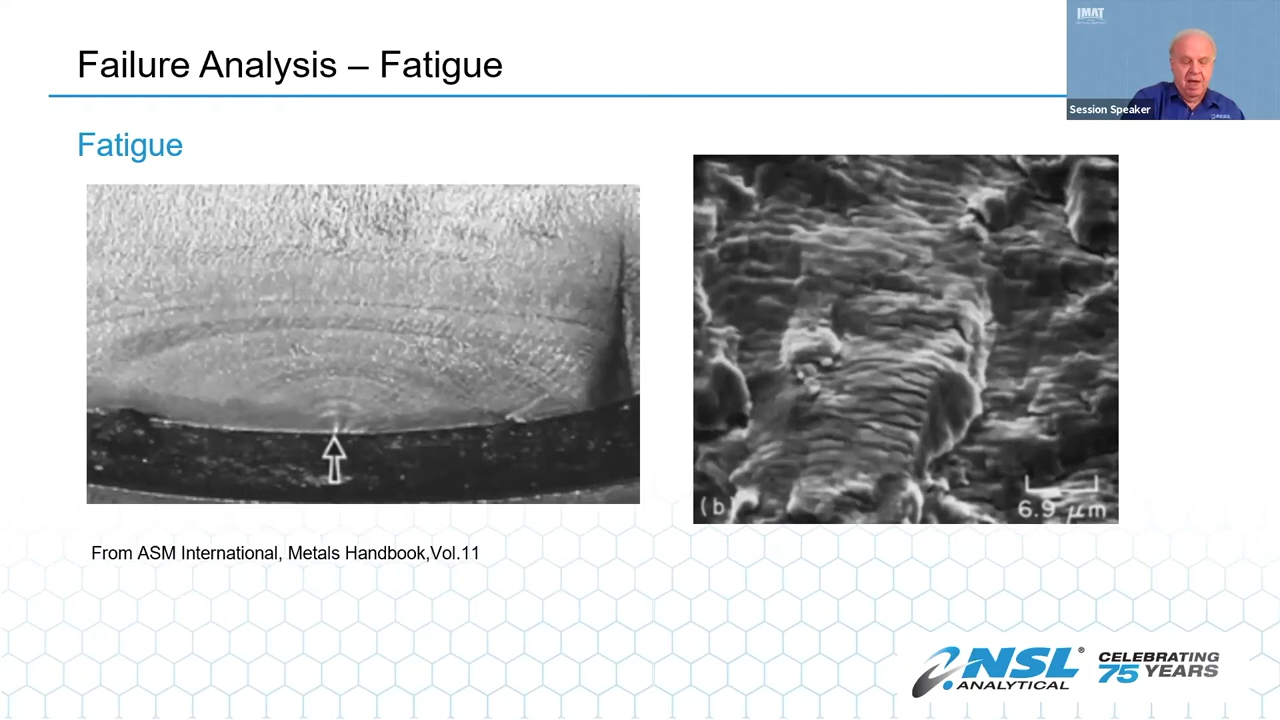 Failure Analysis – Fatigue
IMAT
Session Speaker
Fatigue
(b)
6.9 μm
From ASM International, Metals Handbook,Vol.11
NSL®
ANALYTICAL
CELEBRATING
75 YEARS